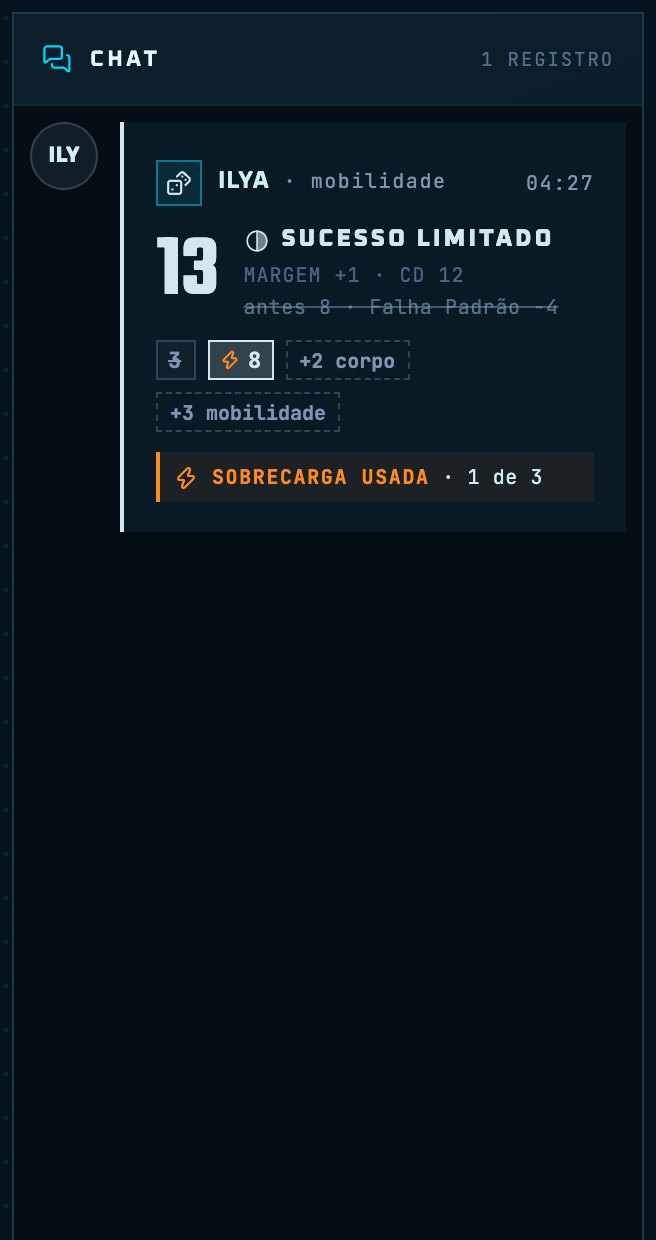 CHAT
1 REGISTRO
ILY
ILYA · mobilidade
04:27
13
SUCESSO LIMITADO
MARGEM +1 · CD 12
antes 8 · Falha Padrão -4
3
8
+2 corpo
+3 mobilidade
SOBRECARGA USADA · 1 de 3